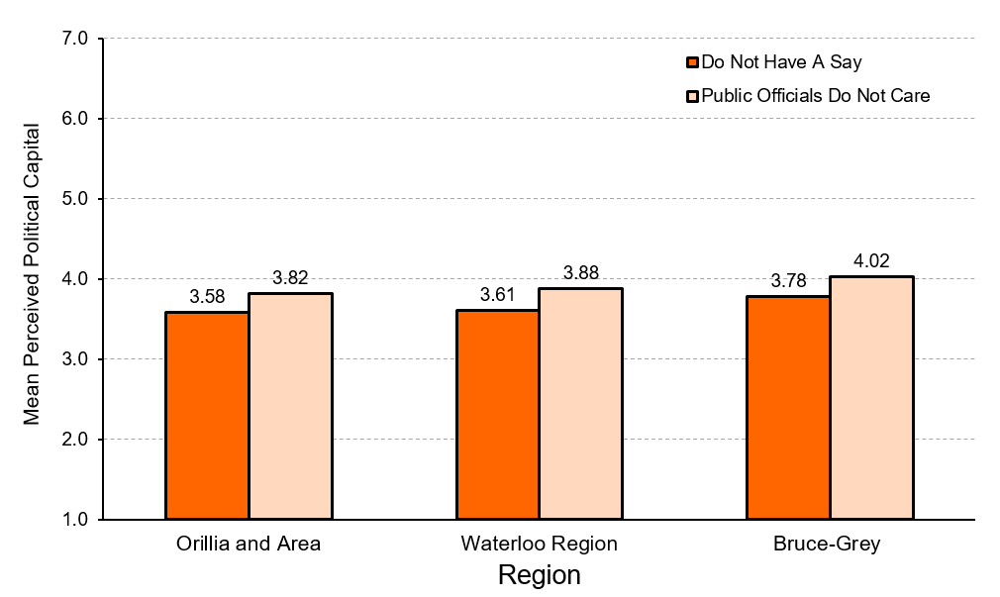 7.0
6.0
5.0
4.0
3.0
2.0
1.0
Mean Perceived Political Capital
Do Not Have A Say
Public Officials Do Not Care
3.58
3.82
3.61
3.88
3.78
4.02
Orillia and Area
Waterloo Region
Bruce-Grey
Region